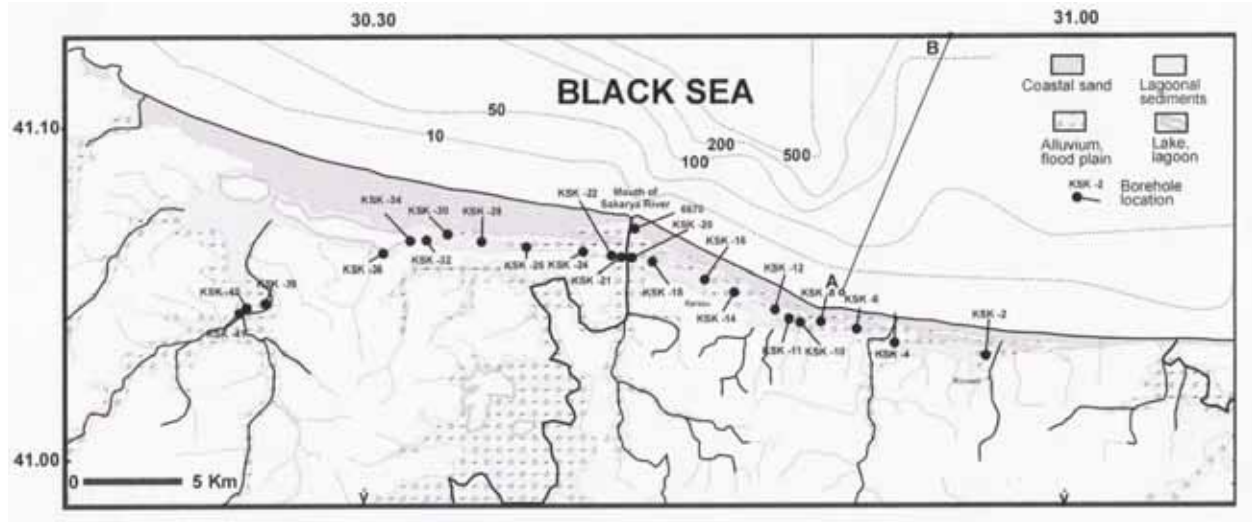 30.30
31.00
B
Coastal sand
Lagoonal
sediments
BLACK SEA
50
41.10
10
200
500
100
Alluvium,
flood plain
Lake,
lagoon
KSK -2
Borehole
location
KSK -22
Mouth of
Sakarya River
KSK -34
KSK -30
KSK -28
6870
KSK -20
KSK -16
KSK -36
KSK -32
KSK -26
KSK -24
KSK -21
KSK -18
KSK -12
A
KSK -6
KSK -2
KSK -14
KSK -11
KSK -10
KSK -4
41.00
0
5 Km